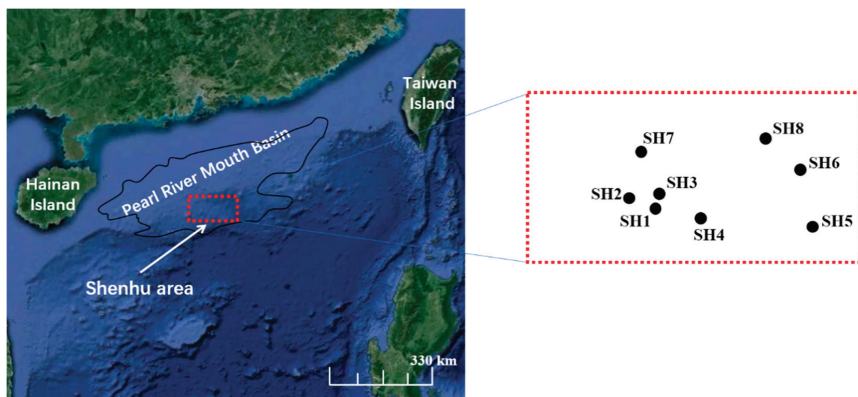 Taiwan
Island
Pearl River Mouth Basin
Hainan
Island
Shenhu area
330 km
SH8
SH7
SH6
SH3
SH2
SH1
SH4
SH5